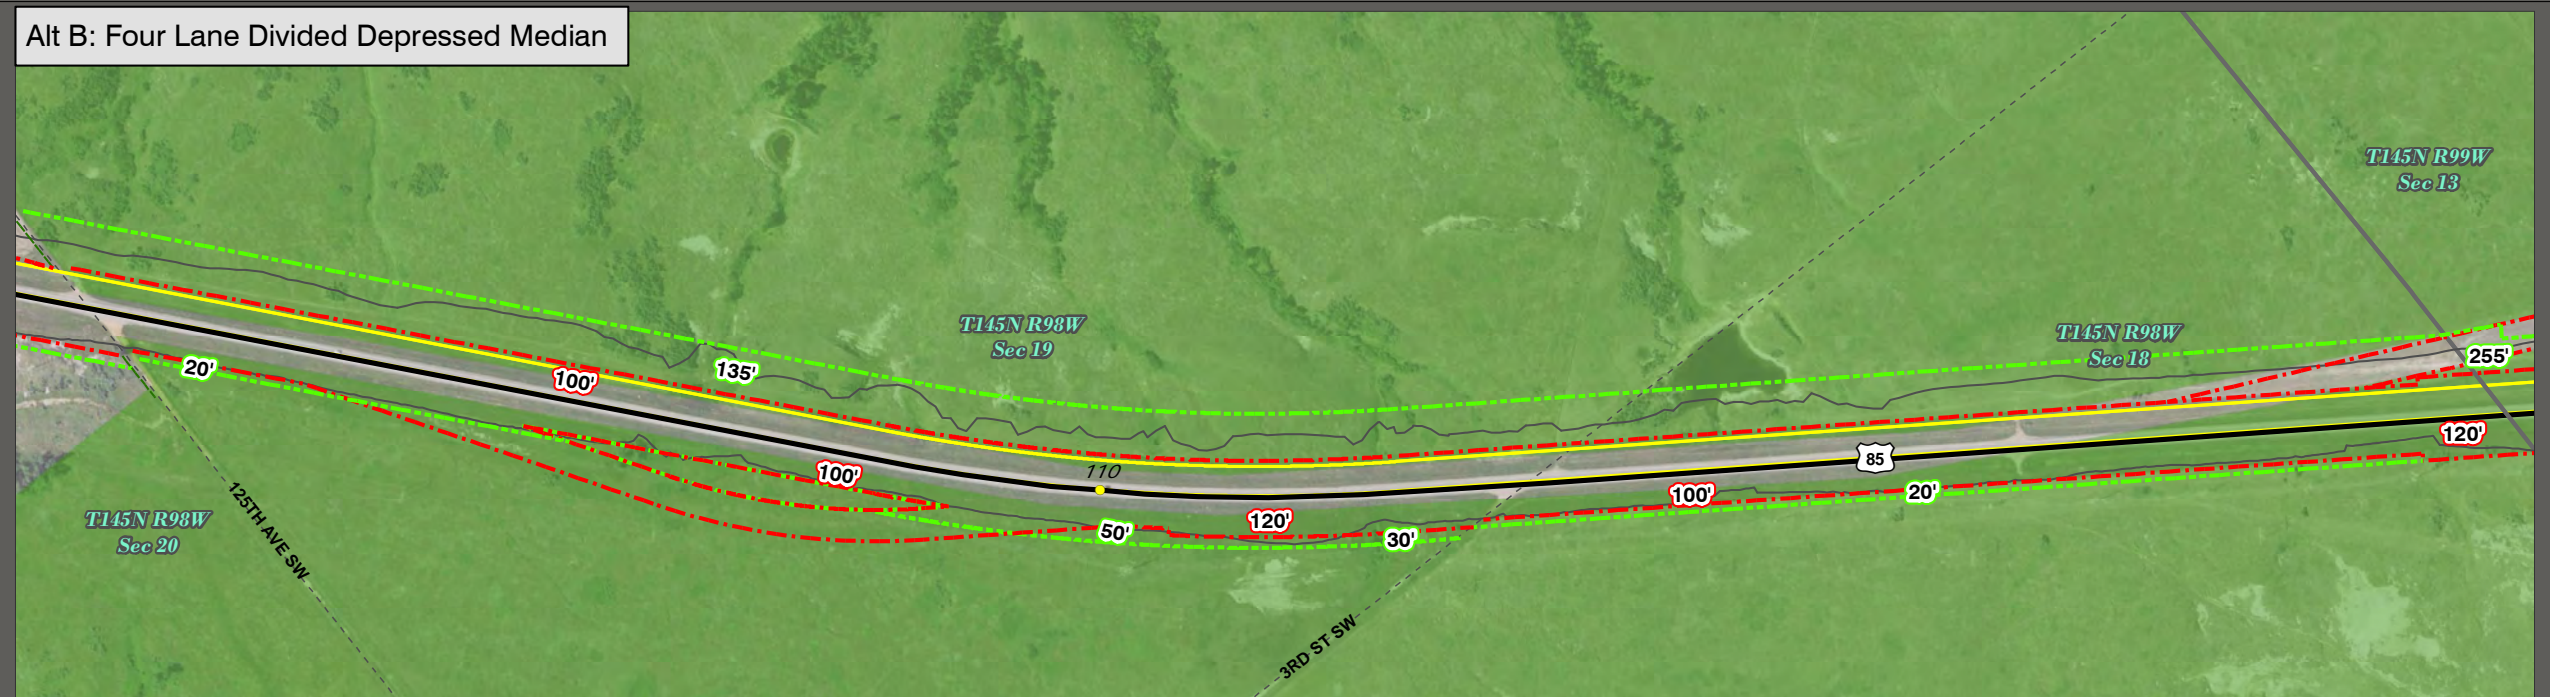 Alt B: Four Lane Divided Depressed Median
T145N R99W
Sec 13
T145N R98W
Sec 19
T145N R98W
Sec 18
255'
20'
100'
135'
120'
85
110
100'
100'
20'
120'
50'
30'
T145N R98W
Sec 20
125TH AVE SW
3RD ST SW